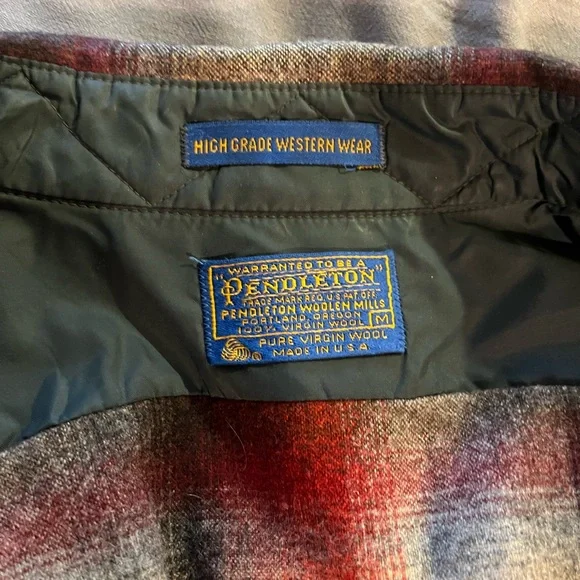 HIGH GRADE WESTERN WEAR
"WARRANTED TO BE A
PENDLETON"
TRADE MARK REG. U.S. PAT. OFF.
PENDLETON WOOLEN MILLS
PORTLAND, OREGON
100% VIRGIN WOOL M
PURE VIRGIN WOOL
MADE IN U.S.A.